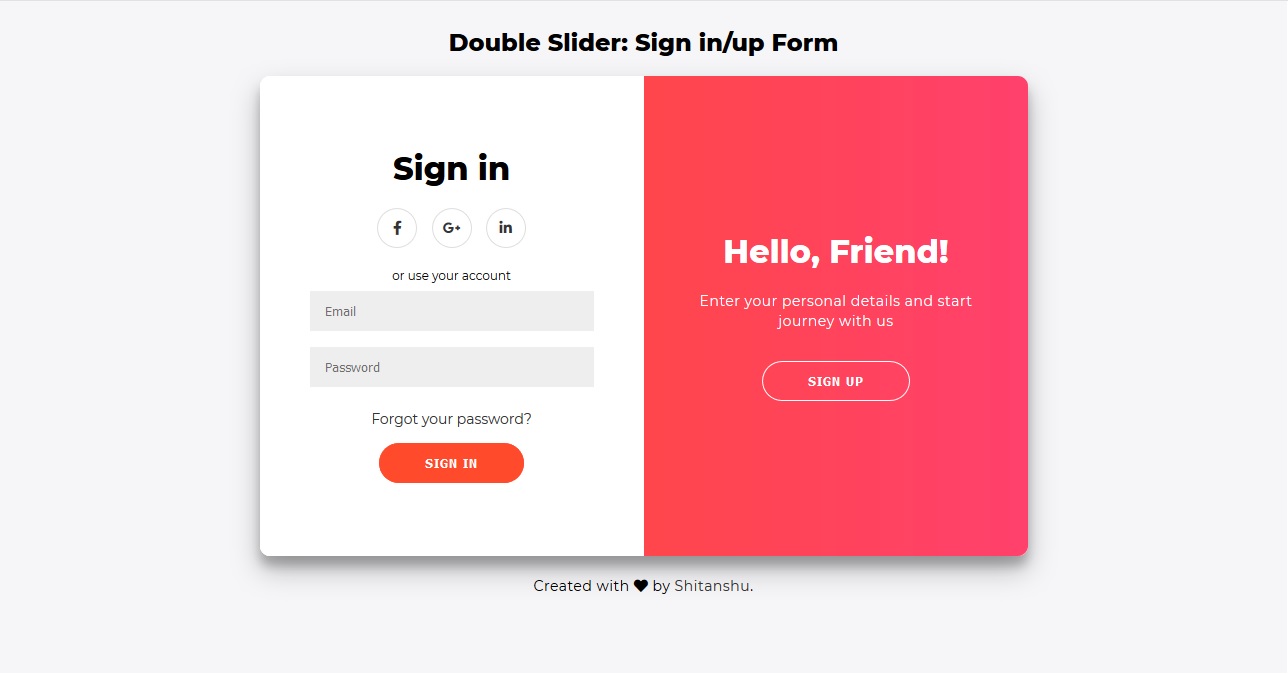 Double Slider: Sign in/up Form
Sign in
f
G+
in
or use your account
Email
Password
Forgot your password?
SIGN IN
Hello, Friend!
Enter your personal details and start
journey with us
SIGN UP
Created with ♥ by Shitanshu.